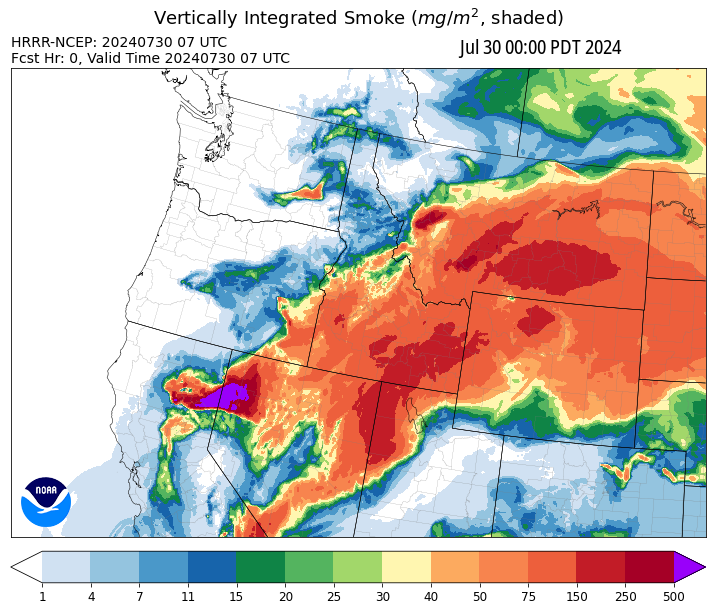 Vertically Integrated Smoke (mg/m², shaded)
HRRR-NCEP: 20240730 07 UTC
Jul 30 00:00 PDT 2024
Fcst Hr: 0, Valid Time 20240730 07 UTC
NOAA
1 4 7 11 15 20 25 30 40 50 75 150 250 500